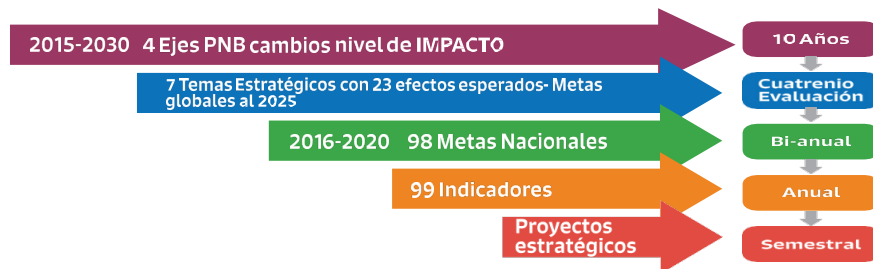 2015-2030 4 Ejes PNB cambios nivel de IMPACTO
10 Años
7 Temas Estratégicos con 23 efectos esperados- Metas
globales al 2025
Cuatrenio
Evaluación
2016-2020 98 Metas Nacionales
Bi-anual
99 Indicadores
Anual
Proyectos
estratégicos
Semestral